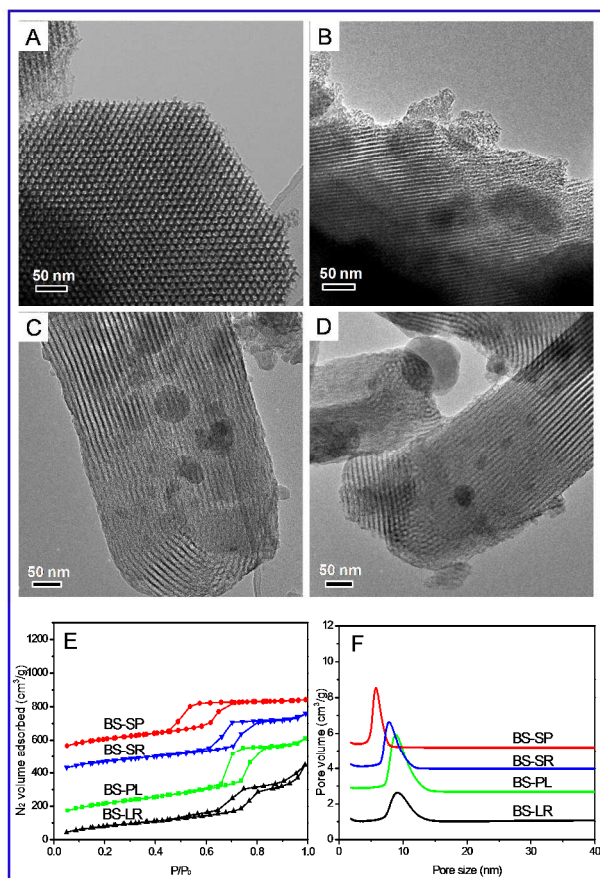 A
50 nm
B
50 nm
C
50 nm
D
50 nm
E
N₂ volume edsorbed (cm³/g)
1200
1000
800
600
400
200
0
BS-SP
BS-SR
BS-PL
BS-LR
0.0 0.2 0.4 0.6 0.8 1.0
P/P₀
F
Pore volume (cm³/g)
12
10
8
6
4
2
0
BS-SP
BS-SR
BS-PL
BS-LR
0 10 20 30 40
Pore size (nm)